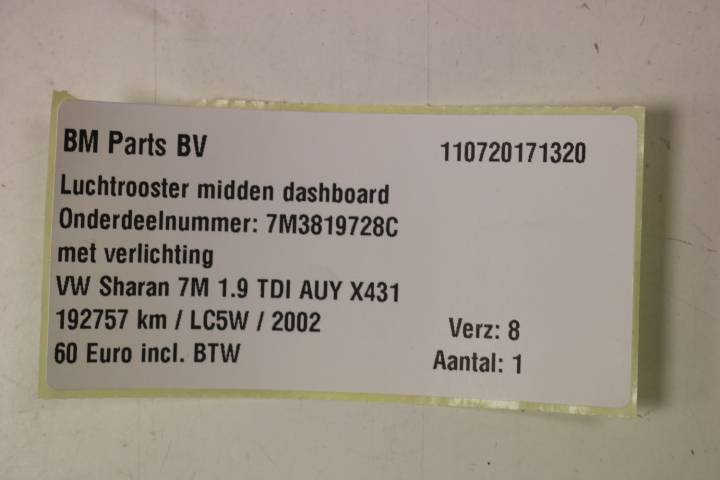 BM Parts BV 110720171320
Luchtrooster midden dashboard
Onderdeelnummer: 7M3819728C
met verlichting
VW Sharan 7M 1.9 TDI AUY X431
192757 km / LC5W / 2002 Verz: 8
60 Euro incl. BTW Aantal: 1